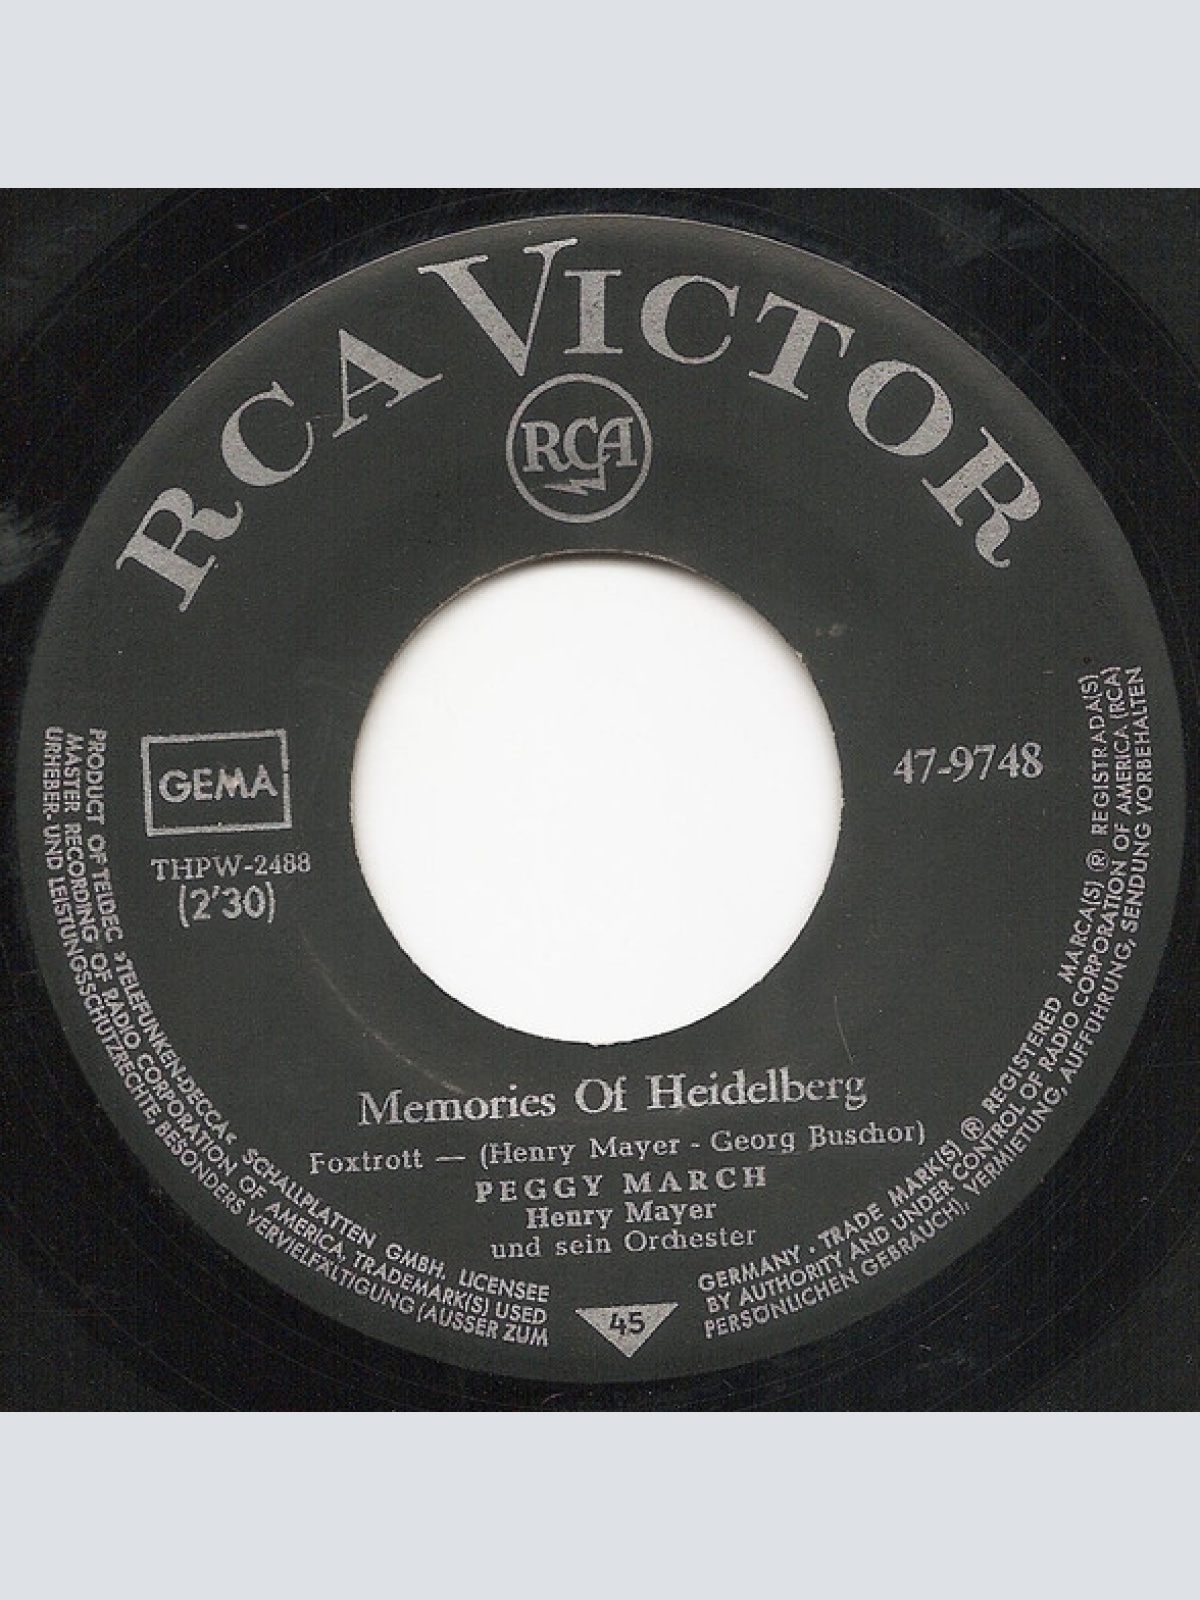 RCA VICTOR
RCA
GEMA
THPW-2488
(2'30)
47-9748
Memories Of Heidelberg
Foxtrott — (Henry Mayer - Georg Buschor)
PEGGY MARCH
Henry Mayer
und sein Orchester
45
PRODUCT OF TELDEC »TELEFUNKEN-DECCA« SCHALLPLATTEN GMBH. LICENSEE
MASTER RECORDING OF RADIO CORPORATION OF AMERICA. TRADEMARK(S) USED
URHEBER- UND LEISTUNGSSCHUTZRECHTE, BESONDERS VERVIELFÄLTIGUNG (AUSSER ZUM
GERMANY · TRADE MARK(S) ® REGISTERED MARCA(S) ® REGISTRADA(S).
BY AUTHORITY AND UNDER CONTROL OF RADIO CORPORATION OF AMERICA (RCA)
PERSÖNLICHEN GEBRAUCH), VERMIETUNG, AUFFÜHRUNG, SENDUNG VORBEHALTEN